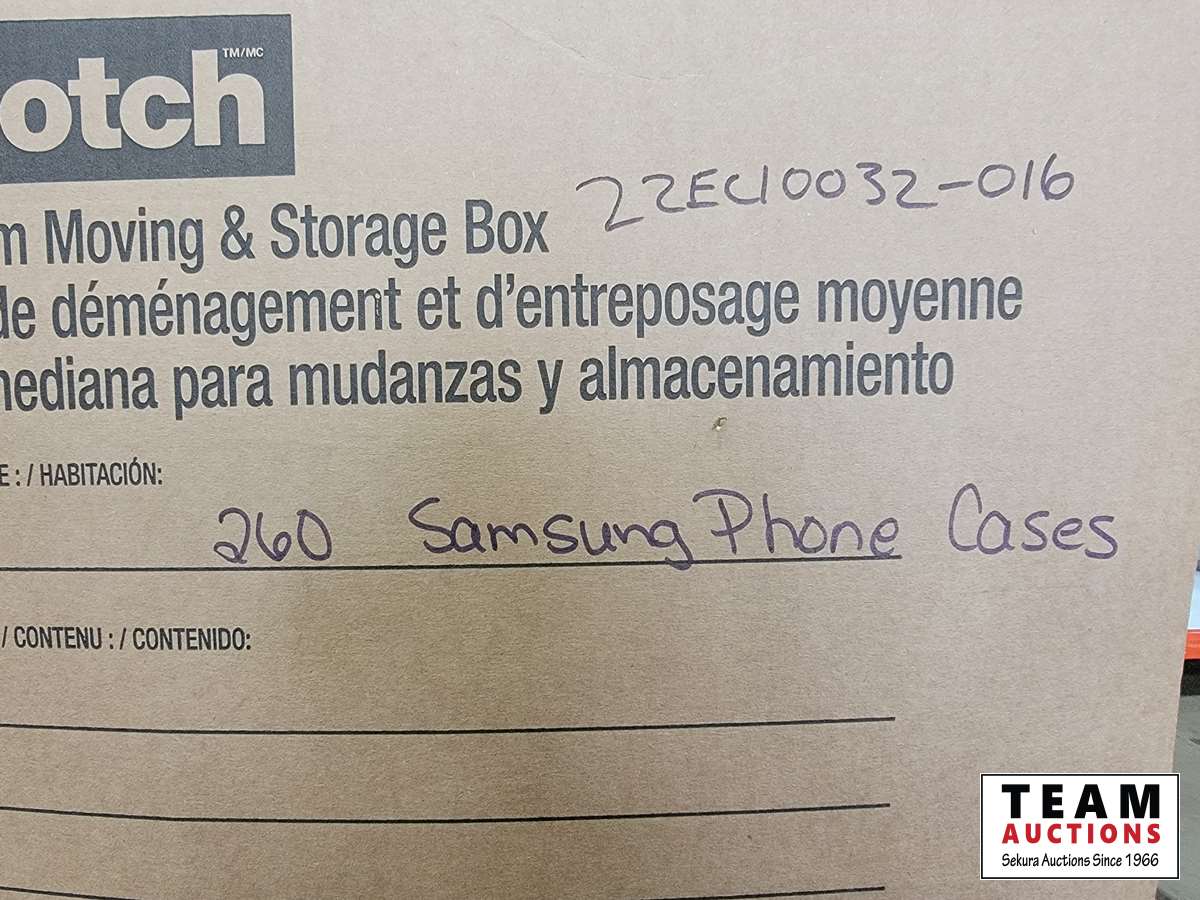 otch TM/MC
22EC10032-016
m Moving & Storage Box
de déménagement et d'entreposage moyenne
mediana para mudanzas y almacenamiento
E : / HABITACIÓN:
260 Samsung Phone Cases
/ CONTENU : / CONTENIDO:
TEAM
AUCTIONS
Sekura Auctions Since 1966